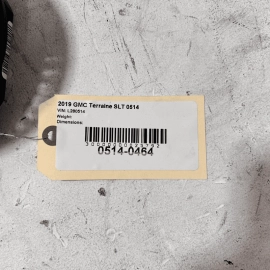 2019 GMC Terraine SLT 0514
VIN: L280514
Weight:
Dimensions:
0514-0464